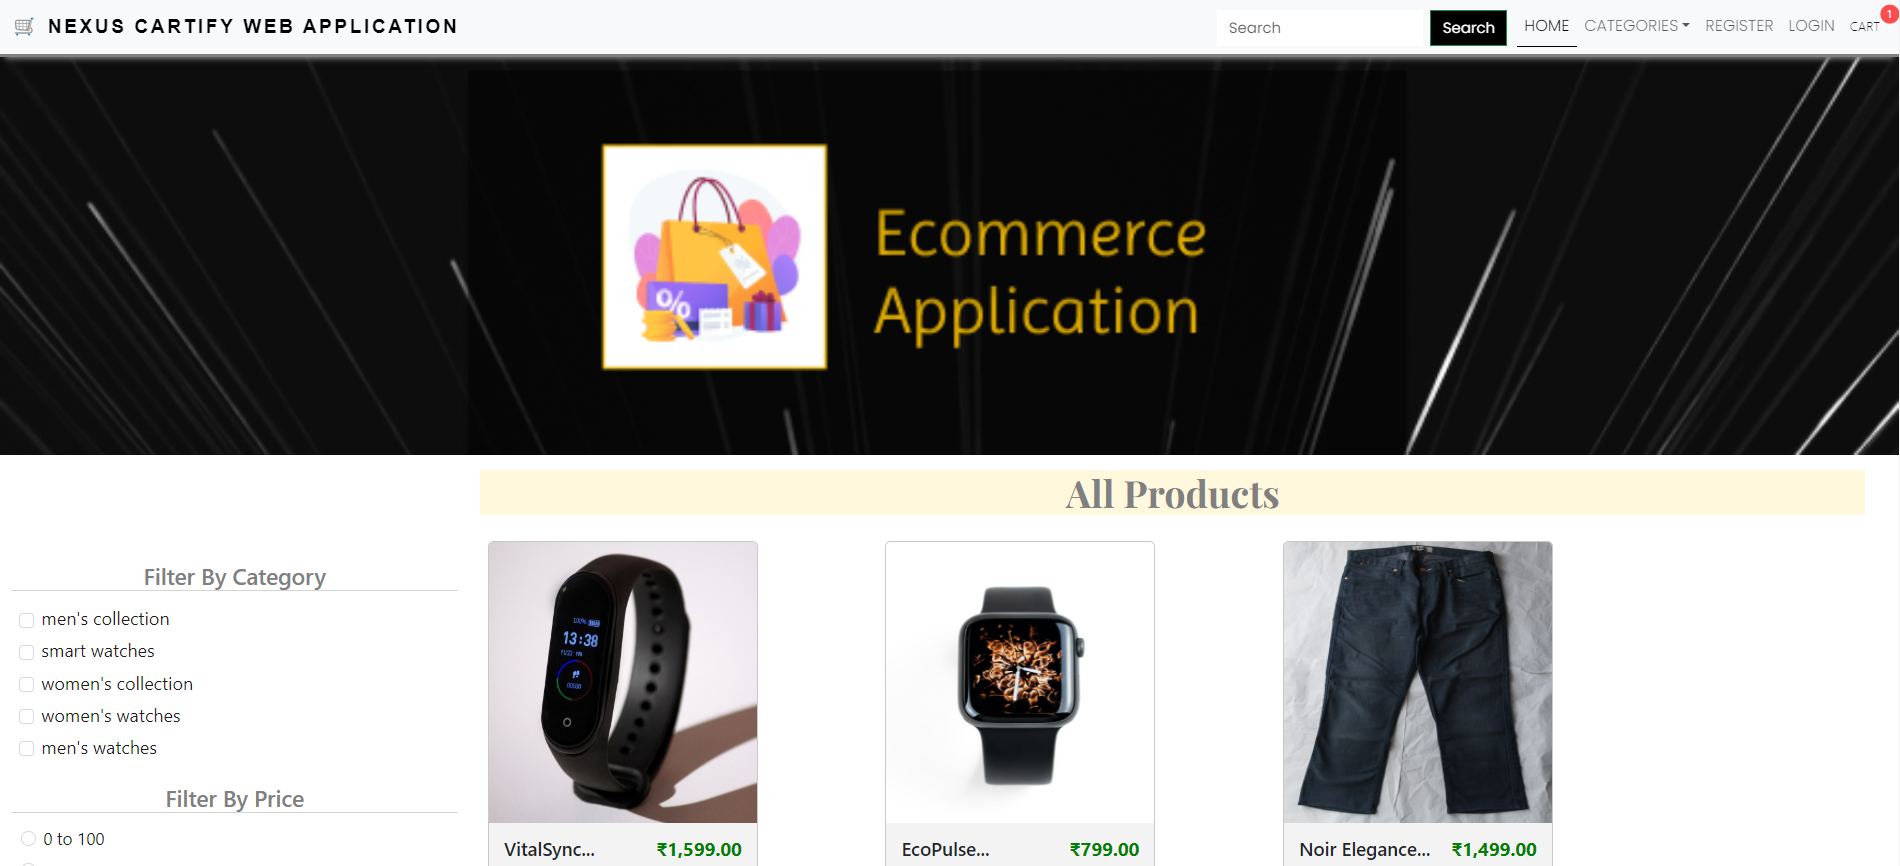 NEXUS CARTIFY WEB APPLICATION
Search
Search
HOME
CATEGORIES
REGISTER
LOGIN
CART
1
%
Ecommerce
Application
All Products
Filter By Category
men's collection
smart watches
women's collection
women's watches
men's watches
Filter By Price
0 to 100
100%
13:38
VitalSync...
₹1,599.00
EcoPulse...
₹799.00
Noir Elegance...
₹1,499.00